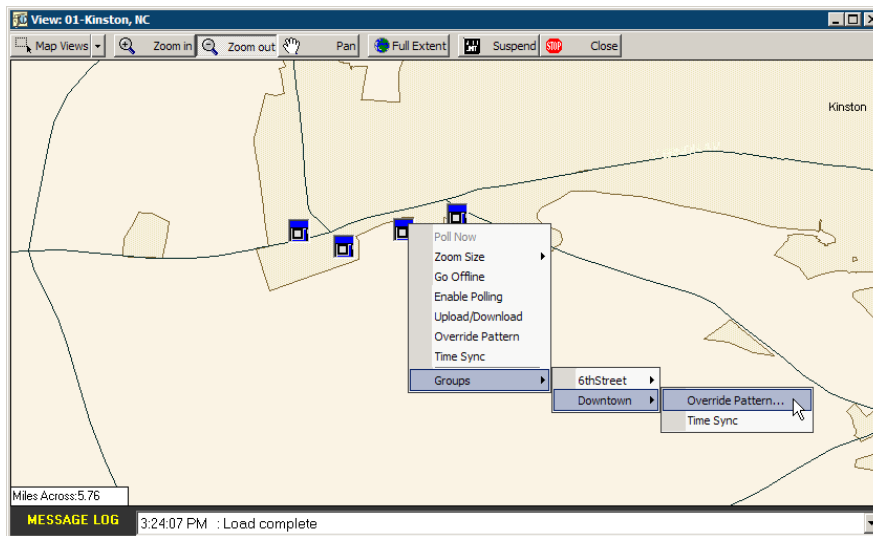 View: 01-Kinston, NC
Map Views Zoom in Zoom out Pan Full Extent Suspend STOP Close
Kinston
Poll Now
Zoom Size
Go Offline
Enable Polling
Upload/Download
Override Pattern
Time Sync
Groups
6thStreet
Downtown
Override Pattern...
Time Sync
Miles Across:5.76
MESSAGE LOG 3:24:07 PM : Load complete